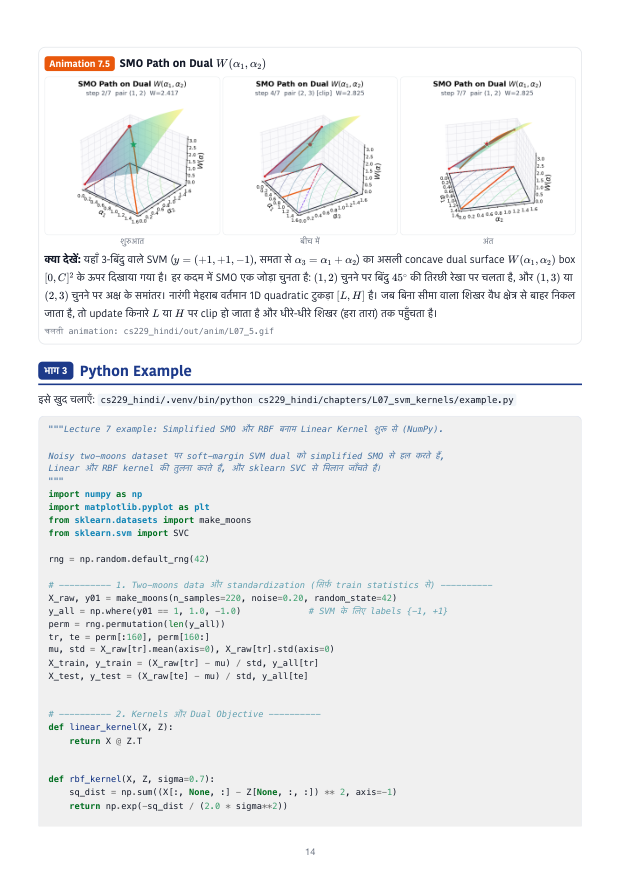 Animation 7.5 SMO Path on Dual W(α₁, α₂)
SMO Path on Dual W(α₁, α₂)
step 2/7 pair (1, 2) W=2.417
SMO Path on Dual W(α₁, α₂)
step 4/7 pair (2, 3) [clip] W=2.825
SMO Path on Dual W(α₁, α₂)
step 7/7 pair (1, 2) W=2.825
शुरुआत
बीच में
अंत
क्या देखें: यहाँ 3-बिंदु वाले SVM (y = (+1, +1, −1), समता से α₃ = α₁ + α₂) का असली concave dual surface W(α₁, α₂) box
[0, C]² के ऊपर दिखाया गया है। हर कदम में SMO एक जोड़ा चुनता है: (1, 2) चुनने पर बिंदु 45° की तिरछी रेखा पर चलता है, और (1, 3) या
(2, 3) चुनने पर अक्ष के समांतर। नारंगी मेहराब वर्तमान 1D quadratic टुकड़ा [L, H] है। जब बिना सीमा वाला शिखर वैध क्षेत्र से बाहर निकल
जाता है, तो update किनारे L या H पर clip हो जाता है और धीरे-धीरे शिखर (हरा तारा) तक पहुँचता है।
चलती animation: cs229_hindi/out/anim/L07_5.gif
भाग 3 Python Example
इसे खुद चलाएँ: cs229_hindi/.venv/bin/python cs229_hindi/chapters/L07_svm_kernels/example.py
"""Lecture 7 example: Simplified SMO और RBF बनाम Linear Kernel शुरू से (NumPy).
Noisy two-moons dataset पर soft-margin SVM dual को simplified SMO से हल करते हैं,
Linear और RBF kernel की तुलना करते हैं, और sklearn SVC से मिलान जाँचते हैं।
"""
import numpy as np
import matplotlib.pyplot as plt
from sklearn.datasets import make_moons
from sklearn.svm import SVC
rng = np.random.default_rng(42)
# ---------- 1. Two-moons data और standardization (सिर्फ़ train statistics से) ----------
X_raw, y01 = make_moons(n_samples=220, noise=0.20, random_state=42)
y_all = np.where(y01 == 1, 1.0, -1.0) # SVM के लिए labels {-1, +1}
perm = rng.permutation(len(y_all))
tr, te = perm[:160], perm[160:]
mu, std = X_raw[tr].mean(axis=0), X_raw[tr].std(axis=0)
X_train, y_train = (X_raw[tr] - mu) / std, y_all[tr]
X_test, y_test = (X_raw[te] - mu) / std, y_all[te]
# ---------- 2. Kernels और Dual Objective ----------
def linear_kernel(X, Z):
    return X @ Z.T
def rbf_kernel(X, Z, sigma=0.7):
    sq_dist = np.sum((X[:, None, :] - Z[None, :, :]) ** 2, axis=-1)
    return np.exp(-sq_dist / (2.0 * sigma**2))
14